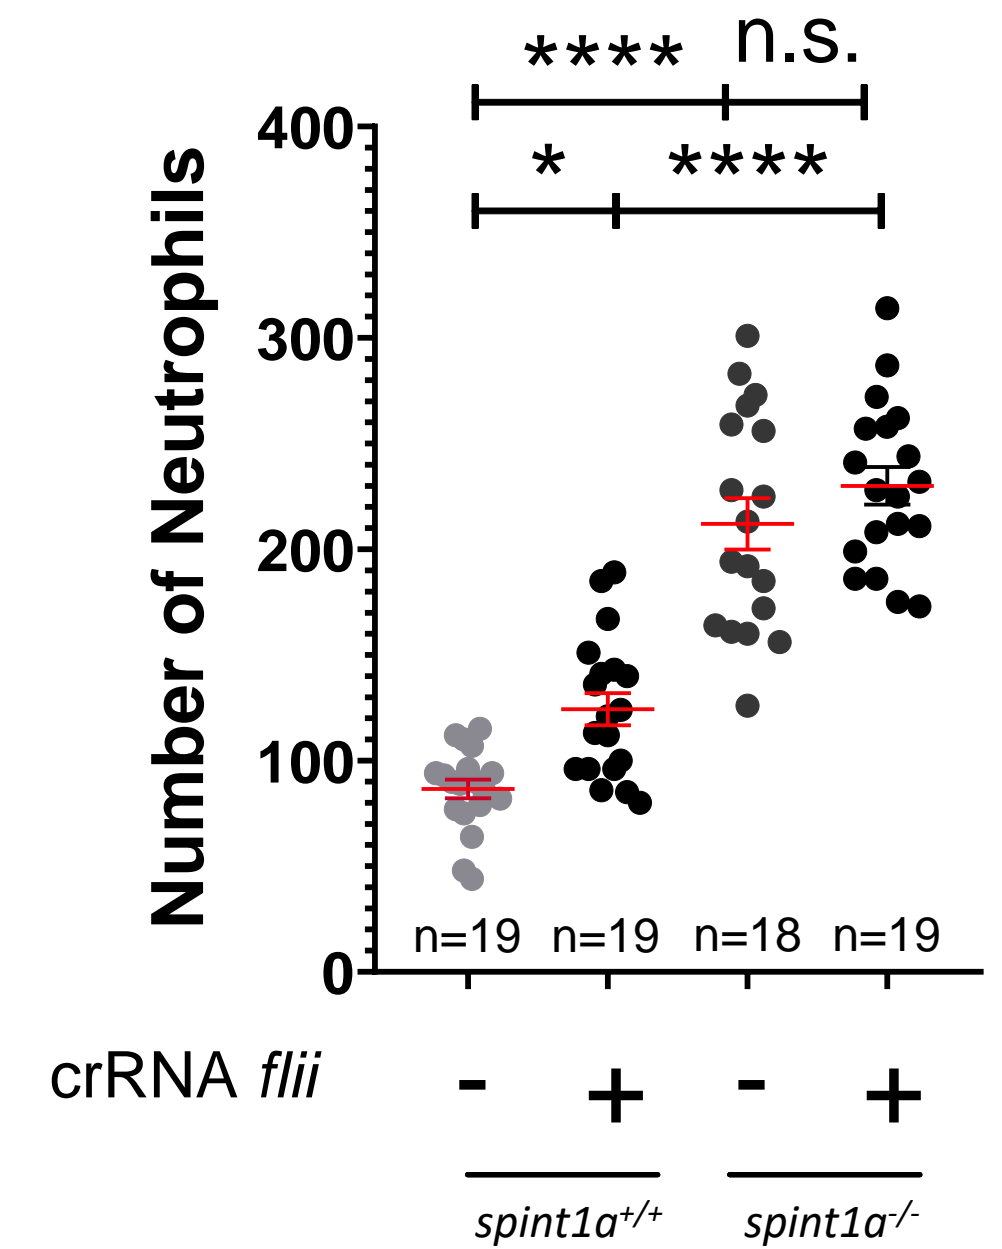 **** n.s.
* ****
Number of Neutrophils
400
300
200
100
0
n=19 n=19 n=18 n=19
crRNA flii - + - +
spint1a+/+ spint1a-/-